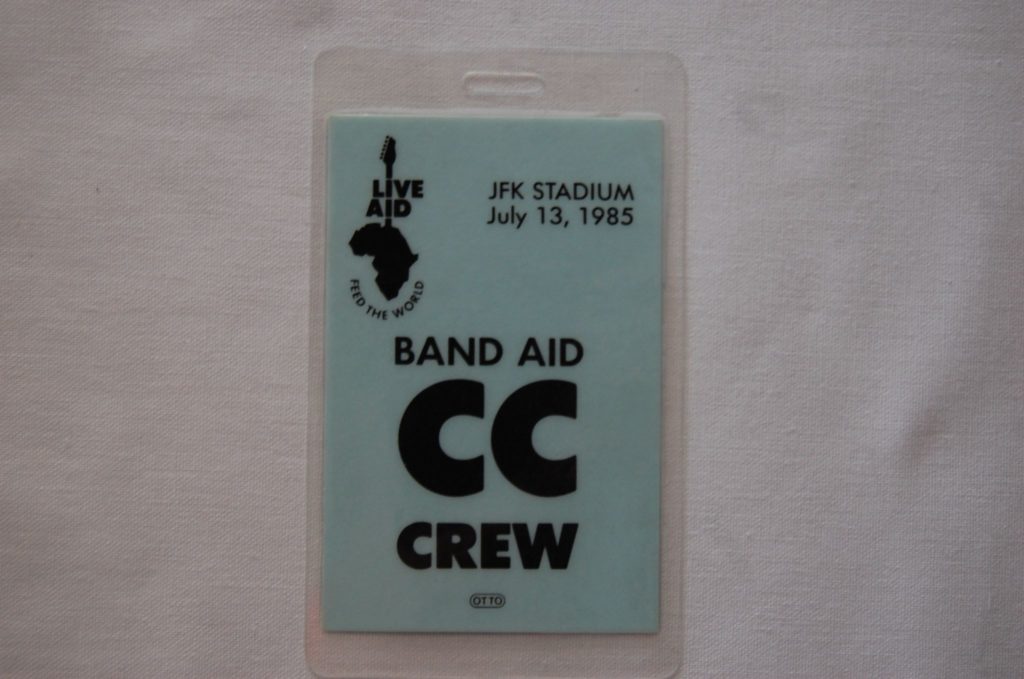 LIVE
AID
FEED THE WORLD
JFK STADIUM
July 13, 1985
BAND AID
CC
CREW
OTTO